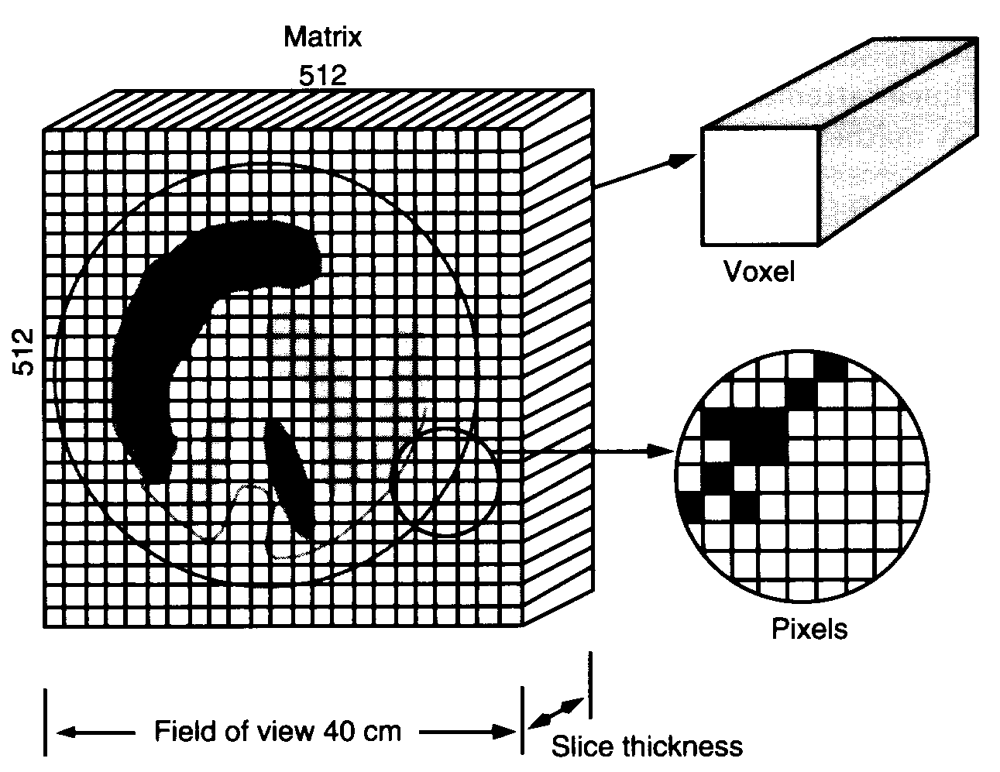 Matrix
512
512
Voxel
Pixels
Field of view 40 cm
Slice thickness